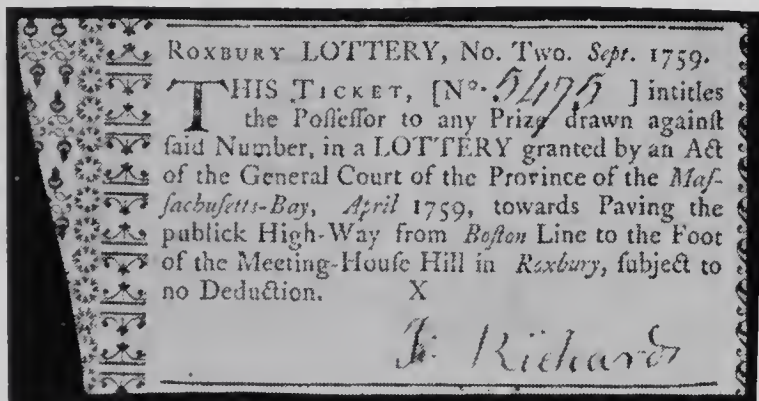 ROXBURY LOTTERY, No. Two. Sept. 1759.
THIS TICKET, [No. 5475 ] intitles
the Poſſeſſor to any Prize drawn againſt
ſaid Number, in a LOTTERY granted by an Act
of the General Court of the Province of the Maſ-
ſachuſetts-Bay, April 1759, towards Paving the
publick High-Way from Boſton Line to the Foot
of the Meeting-Houſe Hill in Roxbury, ſubject to
no Deduction. X
J: Richards